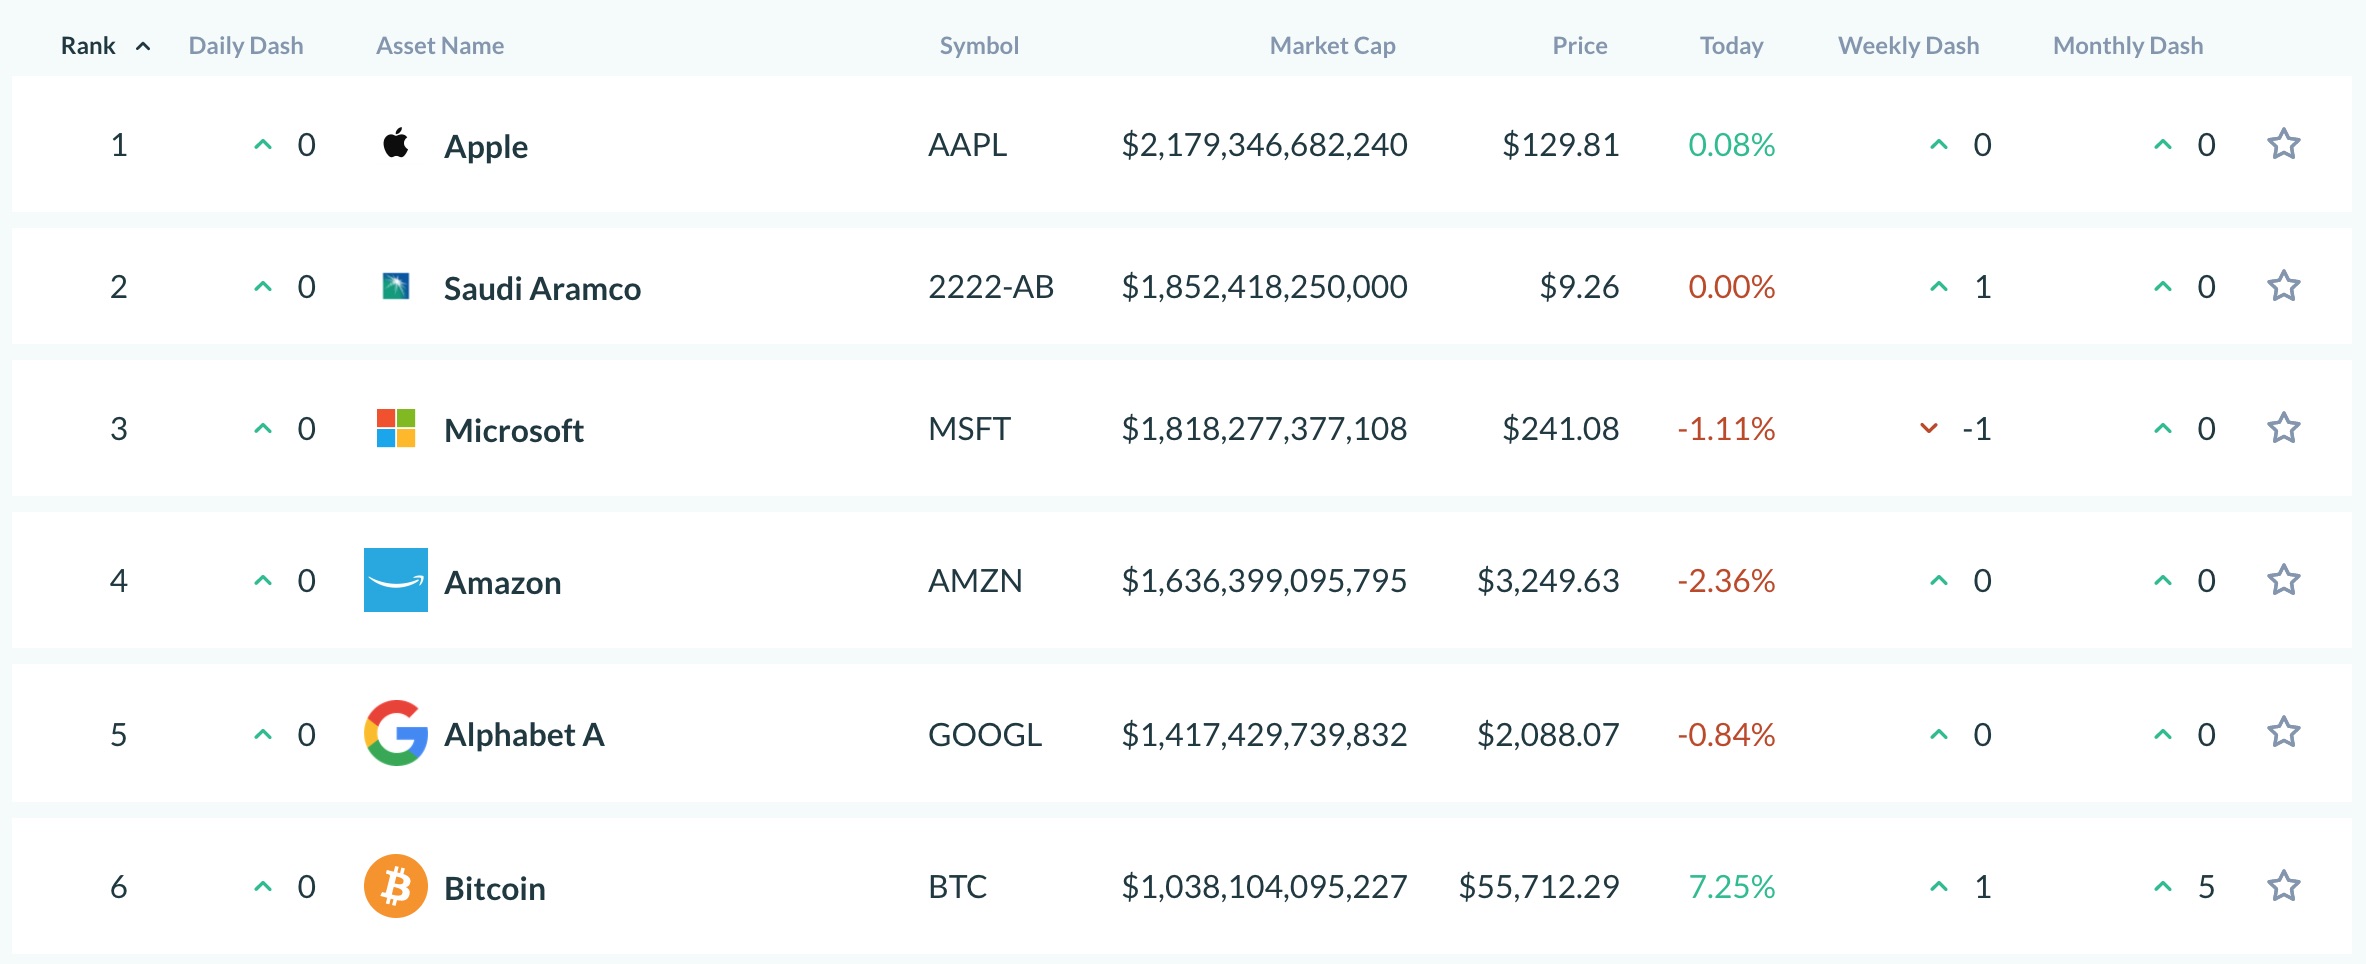 Rank Daily Dash Asset Name Symbol Market Cap Price Today Weekly Dash Monthly Dash
1 0 Apple AAPL $2,179,346,682,240 $129.81 0.08% 0 0
2 0 Saudi Aramco 2222-AB $1,852,418,250,000 $9.26 0.00% 1 0
3 0 Microsoft MSFT $1,818,277,377,108 $241.08 -1.11% -1 0
4 0 Amazon AMZN $1,636,399,095,795 $3,249.63 -2.36% 0 0
5 0 Alphabet A GOOGL $1,417,429,739,832 $2,088.07 -0.84% 0 0
6 0 Bitcoin BTC $1,038,104,095,227 $55,712.29 7.25% 1 5